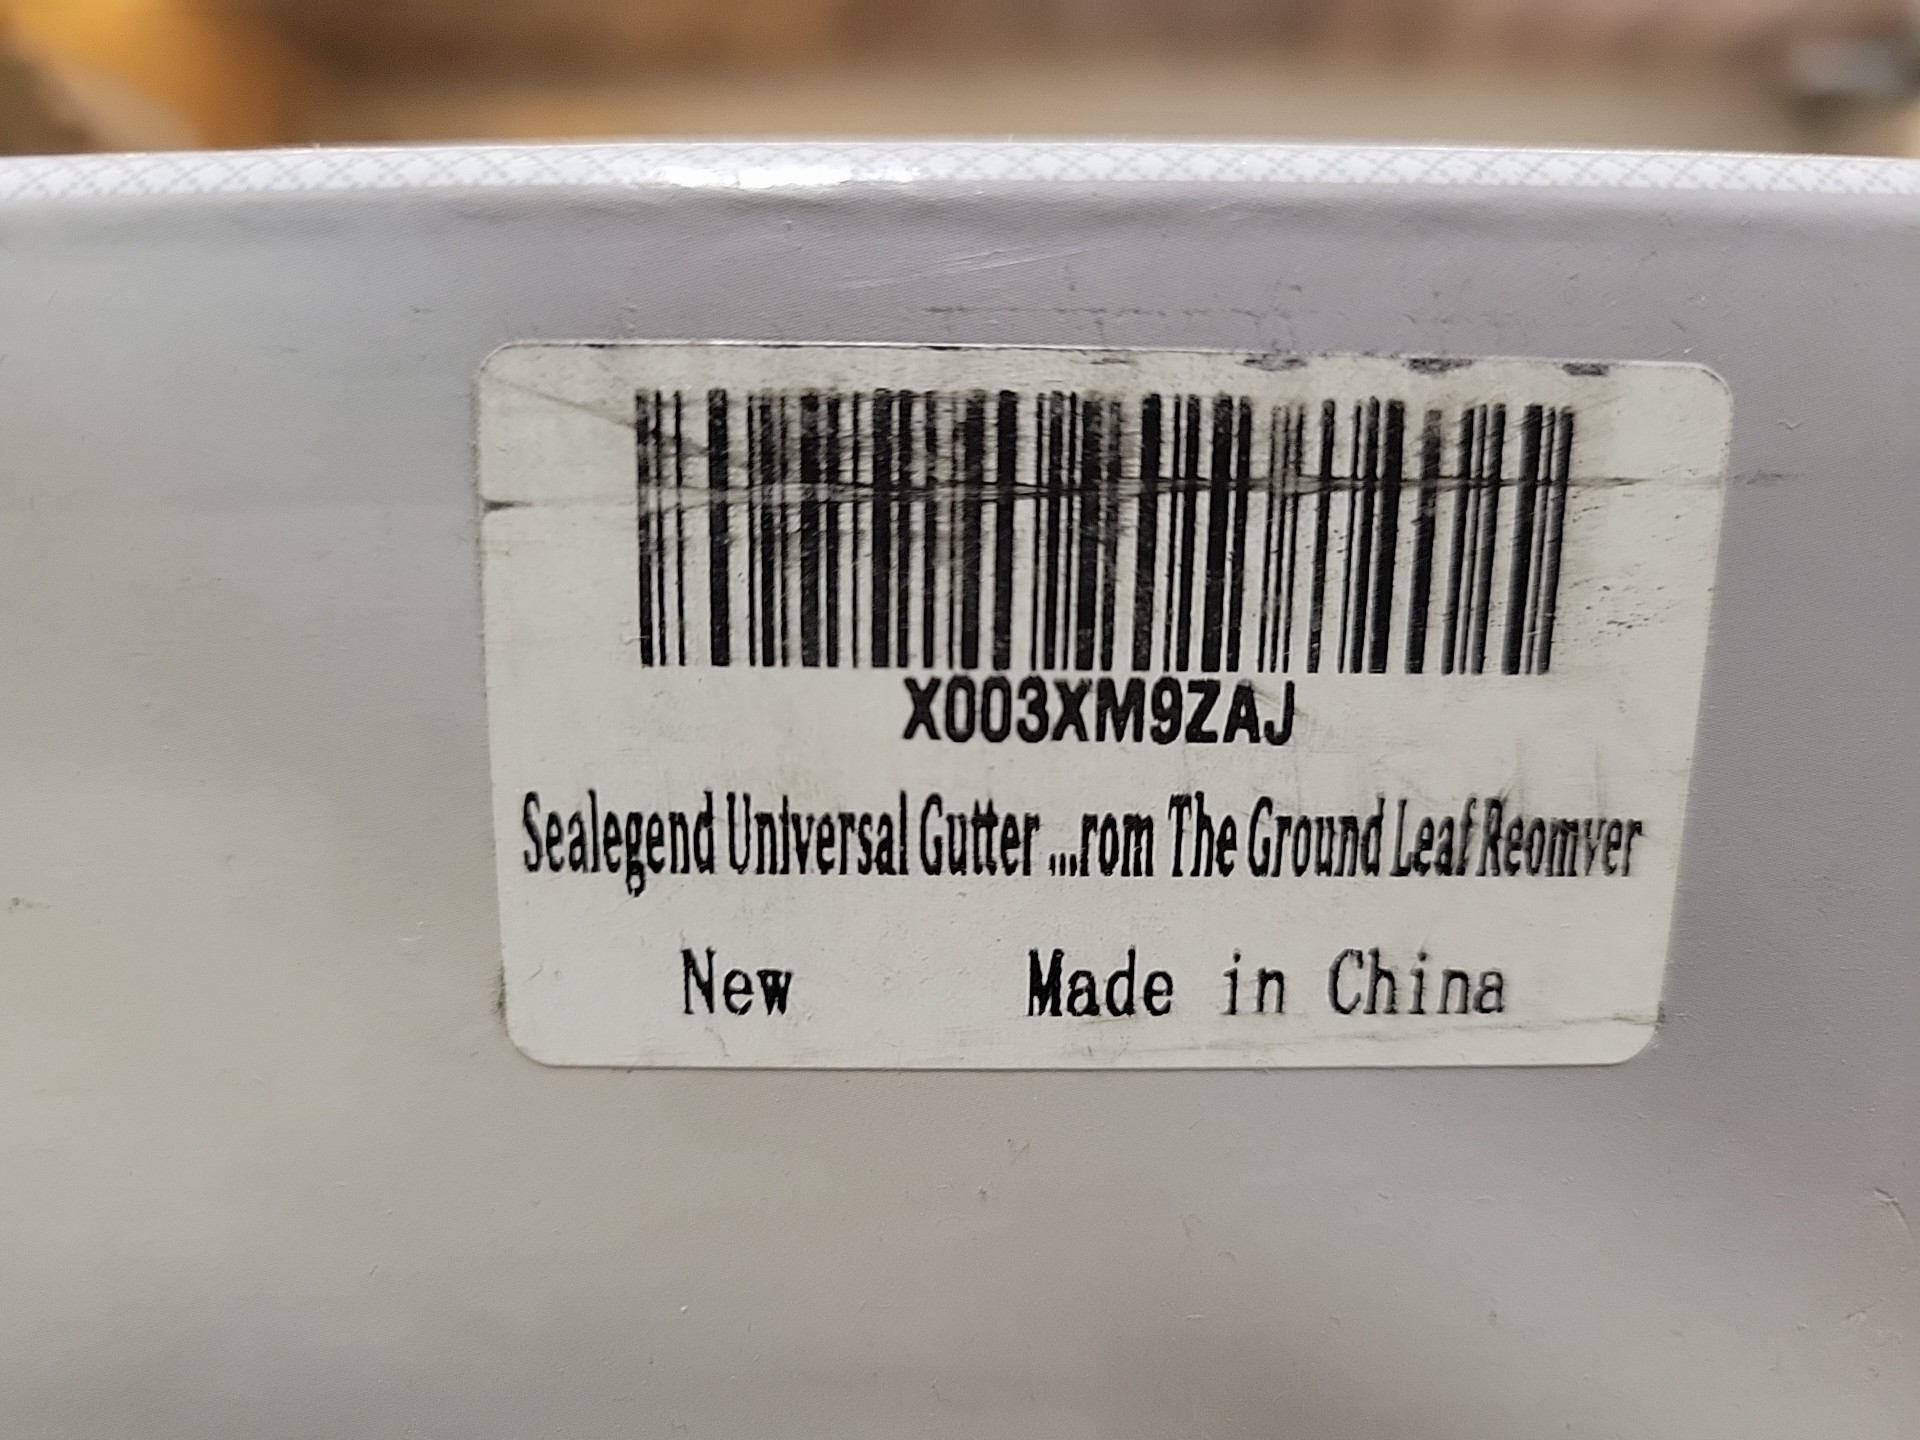 X003XM9ZAJ
Sealegend Universal Gutter ...rom The Ground Leaf Reomver
New Made in China